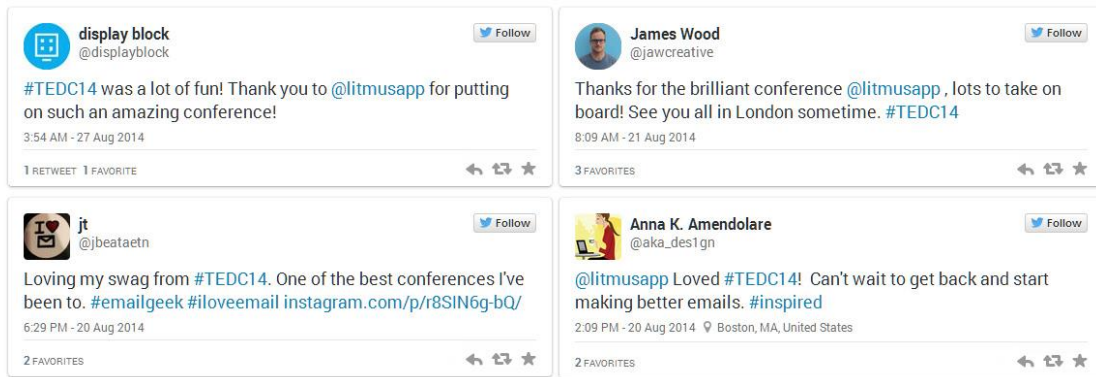 display block
@displayblock
Follow
#TEDC14 was a lot of fun! Thank you to @litmusapp for putting
on such an amazing conference!
3:54 AM - 27 Aug 2014
1 RETWEET 1 FAVORITE
James Wood
@jawcreative
Follow
Thanks for the brilliant conference @litmusapp , lots to take on
board! See you all in London sometime. #TEDC14
8:09 AM - 21 Aug 2014
3 FAVORITES
I
jt
@jbeataetn
Follow
Loving my swag from #TEDC14. One of the best conferences I've
been to. #emailgeek #iloveemail instagram.com/p/r8SIN6g-bQ/
6:29 PM - 20 Aug 2014
2 FAVORITES
Anna K. Amendolare
@aka_des1gn
Follow
@litmusapp Loved #TEDC14! Can't wait to get back and start
making better emails. #inspired
2:09 PM - 20 Aug 2014 Boston, MA, United States
2 FAVORITES